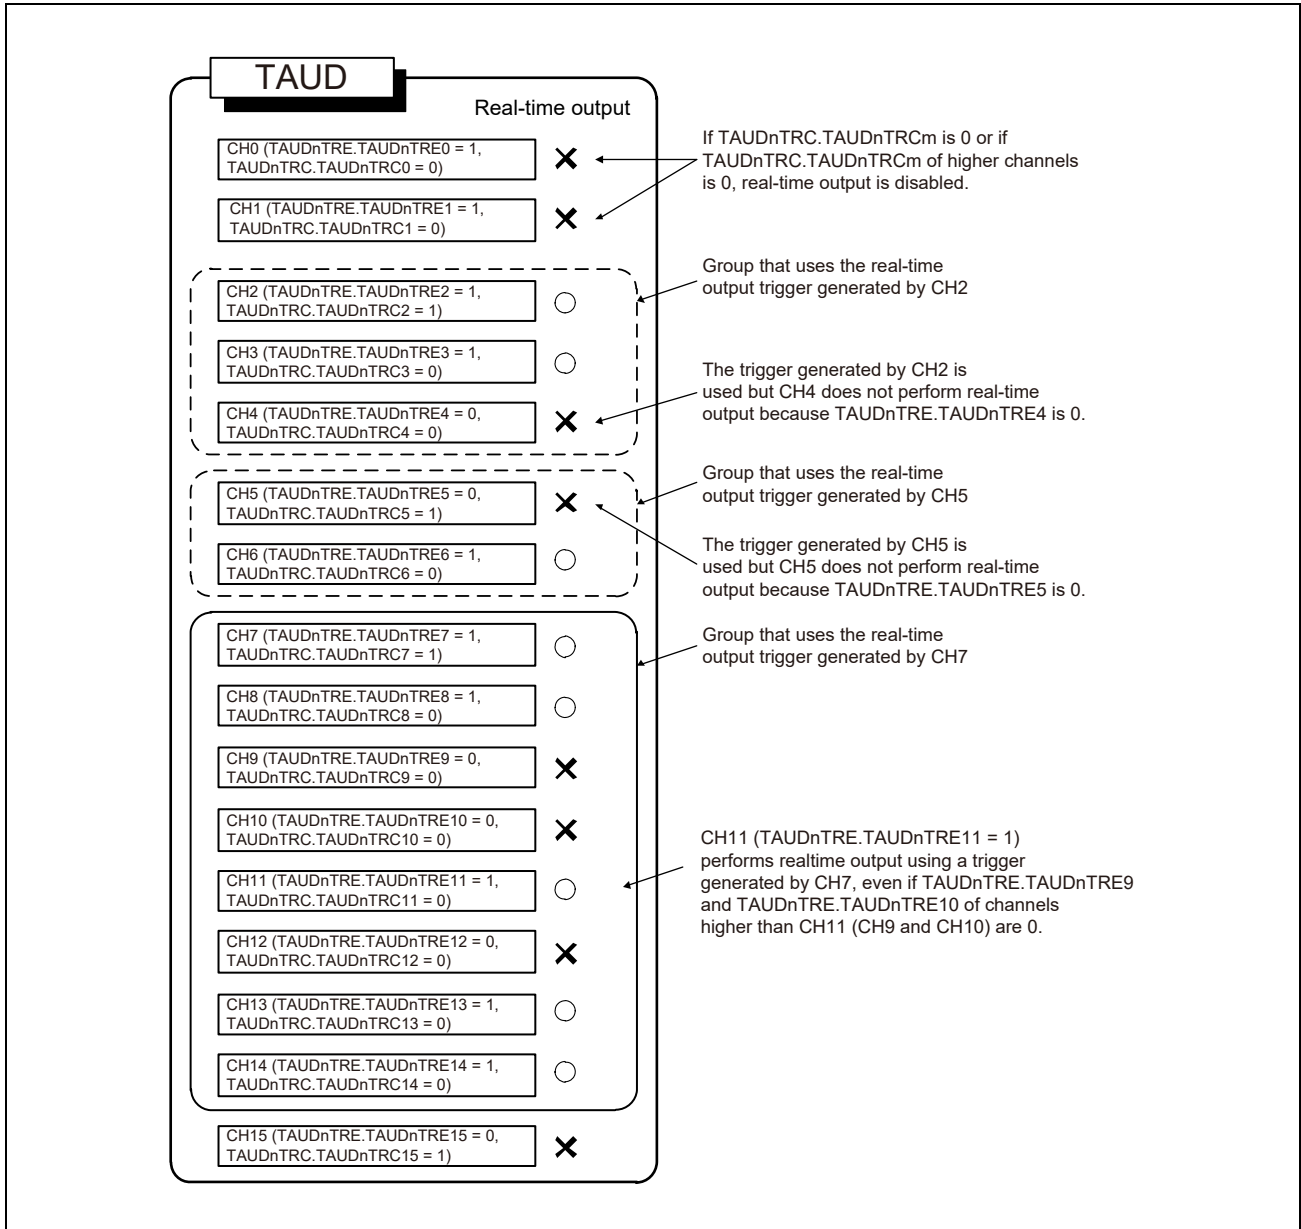 TAUD
Real-time output
CH0 (TAUDnTRE.TAUDnTRE0 = 1,
TAUDnTRC.TAUDnTRC0 = 0)
If TAUDnTRC.TAUDnTRCm is 0 or if
TAUDnTRC.TAUDnTRCm of higher channels
is 0, real-time output is disabled.
CH1 (TAUDnTRE.TAUDnTRE1 = 1,
TAUDnTRC.TAUDnTRC1 = 0)
Group that uses the real-time
output trigger generated by CH2
CH2 (TAUDnTRE.TAUDnTRE2 = 1,
TAUDnTRC.TAUDnTRC2 = 1)
CH3 (TAUDnTRE.TAUDnTRE3 = 1,
TAUDnTRC.TAUDnTRC3 = 0)
The trigger generated by CH2 is
used but CH4 does not perform real-time
output because TAUDnTRE.TAUDnTRE4 is 0.
CH4 (TAUDnTRE.TAUDnTRE4 = 0,
TAUDnTRC.TAUDnTRC4 = 0)
Group that uses the real-time
output trigger generated by CH5
CH5 (TAUDnTRE.TAUDnTRE5 = 0,
TAUDnTRC.TAUDnTRC5 = 1)
The trigger generated by CH5 is
used but CH5 does not perform real-time
output because TAUDnTRE.TAUDnTRE5 is 0.
CH6 (TAUDnTRE.TAUDnTRE6 = 1,
TAUDnTRC.TAUDnTRC6 = 0)
Group that uses the real-time
output trigger generated by CH7
CH7 (TAUDnTRE.TAUDnTRE7 = 1,
TAUDnTRC.TAUDnTRC7 = 1)
CH8 (TAUDnTRE.TAUDnTRE8 = 1,
TAUDnTRC.TAUDnTRC8 = 0)
CH9 (TAUDnTRE.TAUDnTRE9 = 0,
TAUDnTRC.TAUDnTRC9 = 0)
CH10 (TAUDnTRE.TAUDnTRE10 = 0,
TAUDnTRC.TAUDnTRC10 = 0)
CH11 (TAUDnTRE.TAUDnTRE11 = 1)
performs realtime output using a trigger
generated by CH7, even if TAUDnTRE.TAUDnTRE9
and TAUDnTRE.TAUDnTRE10 of channels
higher than CH11 (CH9 and CH10) are 0.
CH11 (TAUDnTRE.TAUDnTRE11 = 1,
TAUDnTRC.TAUDnTRC11 = 0)
CH12 (TAUDnTRE.TAUDnTRE12 = 0,
TAUDnTRC.TAUDnTRC12 = 0)
CH13 (TAUDnTRE.TAUDnTRE13 = 1,
TAUDnTRC.TAUDnTRC13 = 0)
CH14 (TAUDnTRE.TAUDnTRE14 = 1,
TAUDnTRC.TAUDnTRC14 = 0)
CH15 (TAUDnTRE.TAUDnTRE15 = 0,
TAUDnTRC.TAUDnTRC15 = 1)